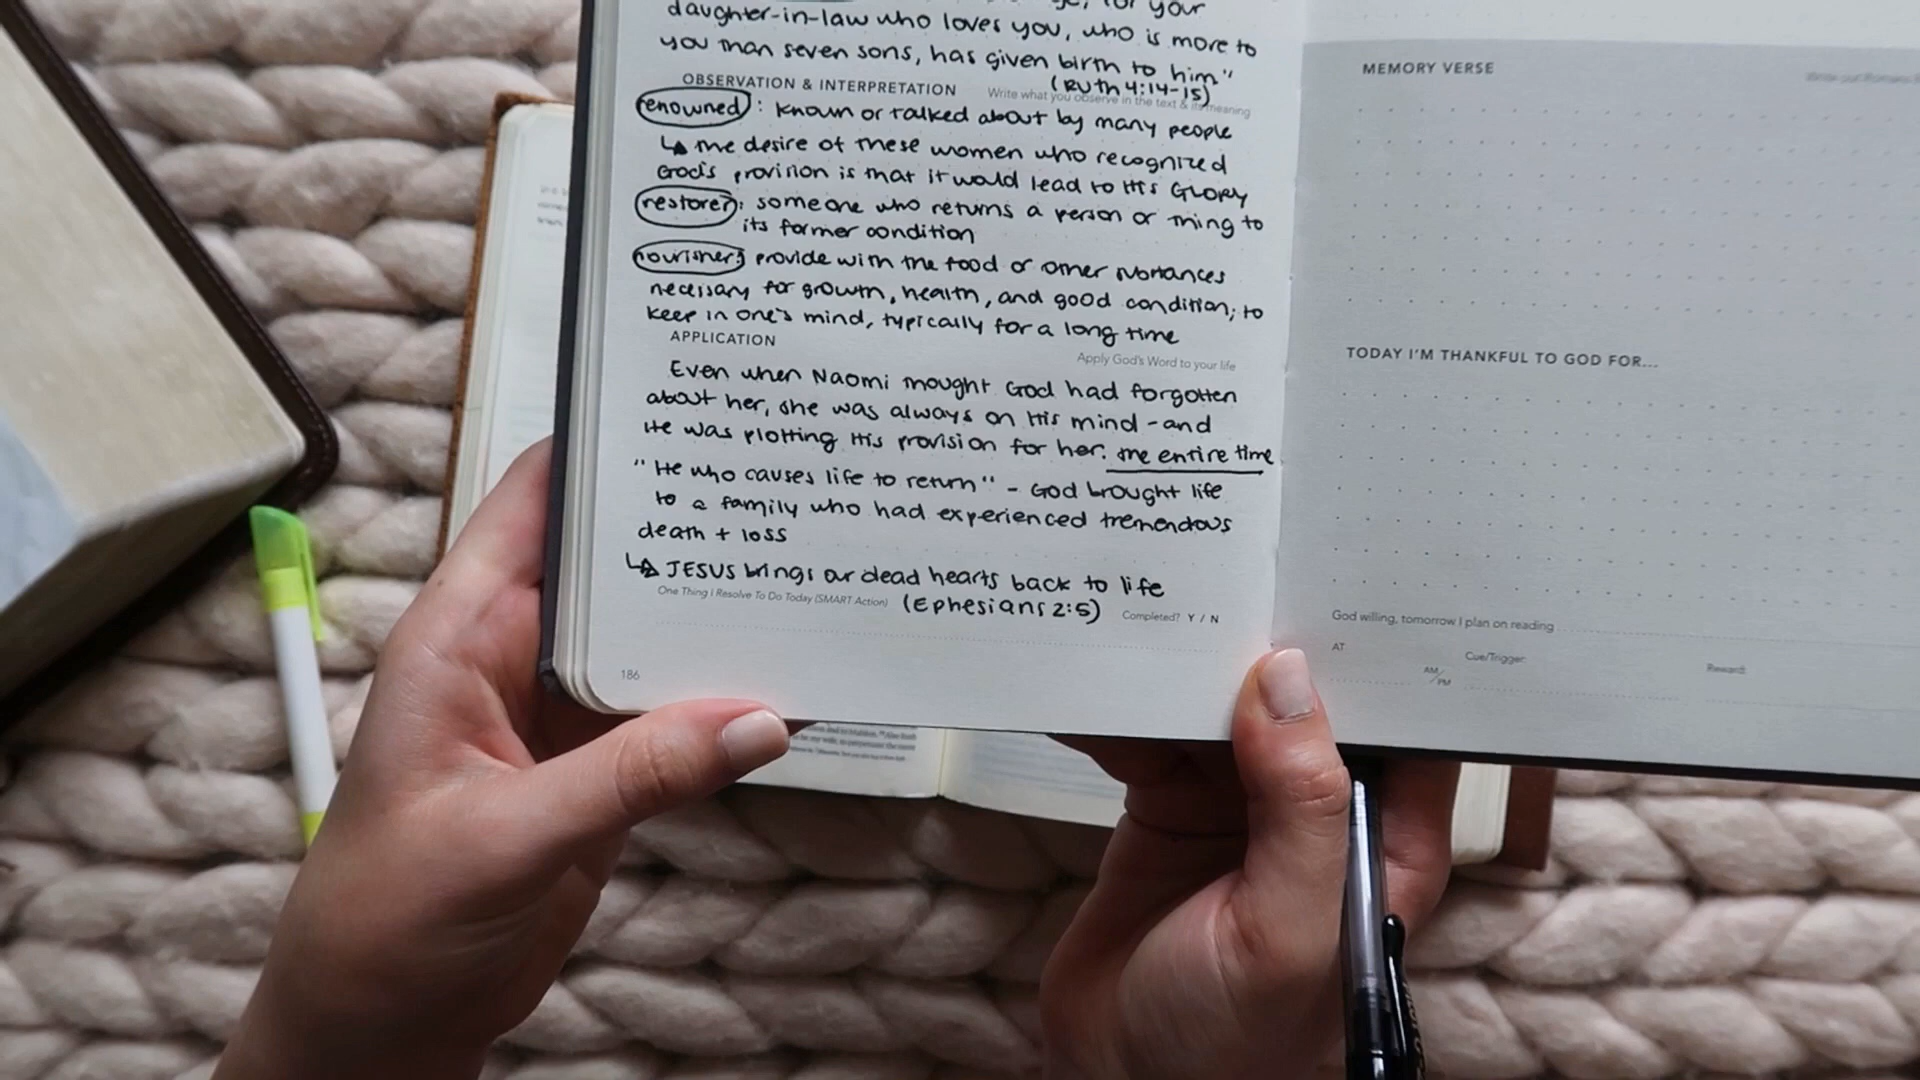 for your
daughter-in-law who loves you, who is more to
you than seven sons, has given birth to him"
(Ruth 4:14-15)
OBSERVATION & INTERPRETATION
Write what you observe in the text & its meaning
renowned: known or talked about by many people
↳ the desire of these women who recognized
God's provision is that it would lead to His GLORY
restorer: someone who returns a person or thing to
its former condition
nourisher: provide with the food or other substances
necessary for growth, health, and good condition; to
keep in one's mind, typically for a long time
APPLICATION
Apply God's Word to your life
Even when Naomi thought God had forgotten
about her, she was always on His mind - and
He was plotting His provision for her. the entire time
"He who causes life to return" - God brought life
to a family who had experienced tremendous
death + loss
↳ JESUS brings our dead hearts back to life
(Ephesians 2:5)
One Thing I Resolve To Do Today (SMART Action)
Completed? Y / N
186
MEMORY VERSE
TODAY I'M THANKFUL TO GOD FOR...
God willing, tomorrow I plan on reading
AT
AM/PM
Cue/Trigger:
Reward: